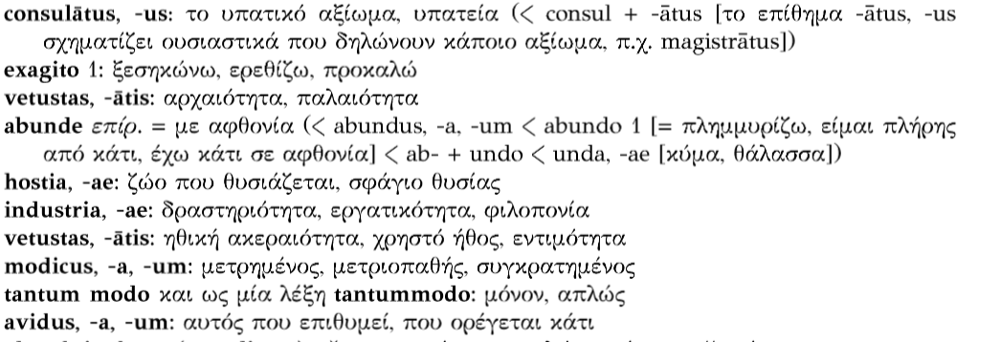 consulātus, -us: το υπατικό αξίωμα, υπατεία (< consul + -ātus [το επίθημα -ātus, -us
σχηματίζει ουσιαστικά που δηλώνουν κάποιο αξίωμα, π.χ. magistrātus])
exagito 1: ξεσηκώνω, ερεθίζω, προκαλώ
vetustas, -ātis: αρχαιότητα, παλαιότητα
abunde επίρ. = με αφθονία (< abundus, -a, -um < abundo 1 [= πλημμυρίζω, είμαι πλήρης
από κάτι, έχω κάτι σε αφθονία] < ab- + undo < unda, -ae [κύμα, θάλασσα])
hostia, -ae: ζώο που θυσιάζεται, σφάγιο θυσίας
industria, -ae: δραστηριότητα, εργατικότητα, φιλοπονία
vetustas, -ātis: ηθική ακεραιότητα, χρηστό ήθος, εντιμότητα
modicus, -a, -um: μετρημένος, μετριοπαθής, συγκρατημένος
tantum modo και ως μία λέξη tantummodo: μόνον, απλώς
avidus, -a, -um: αυτός που επιθυμεί, που ορέγεται κάτι